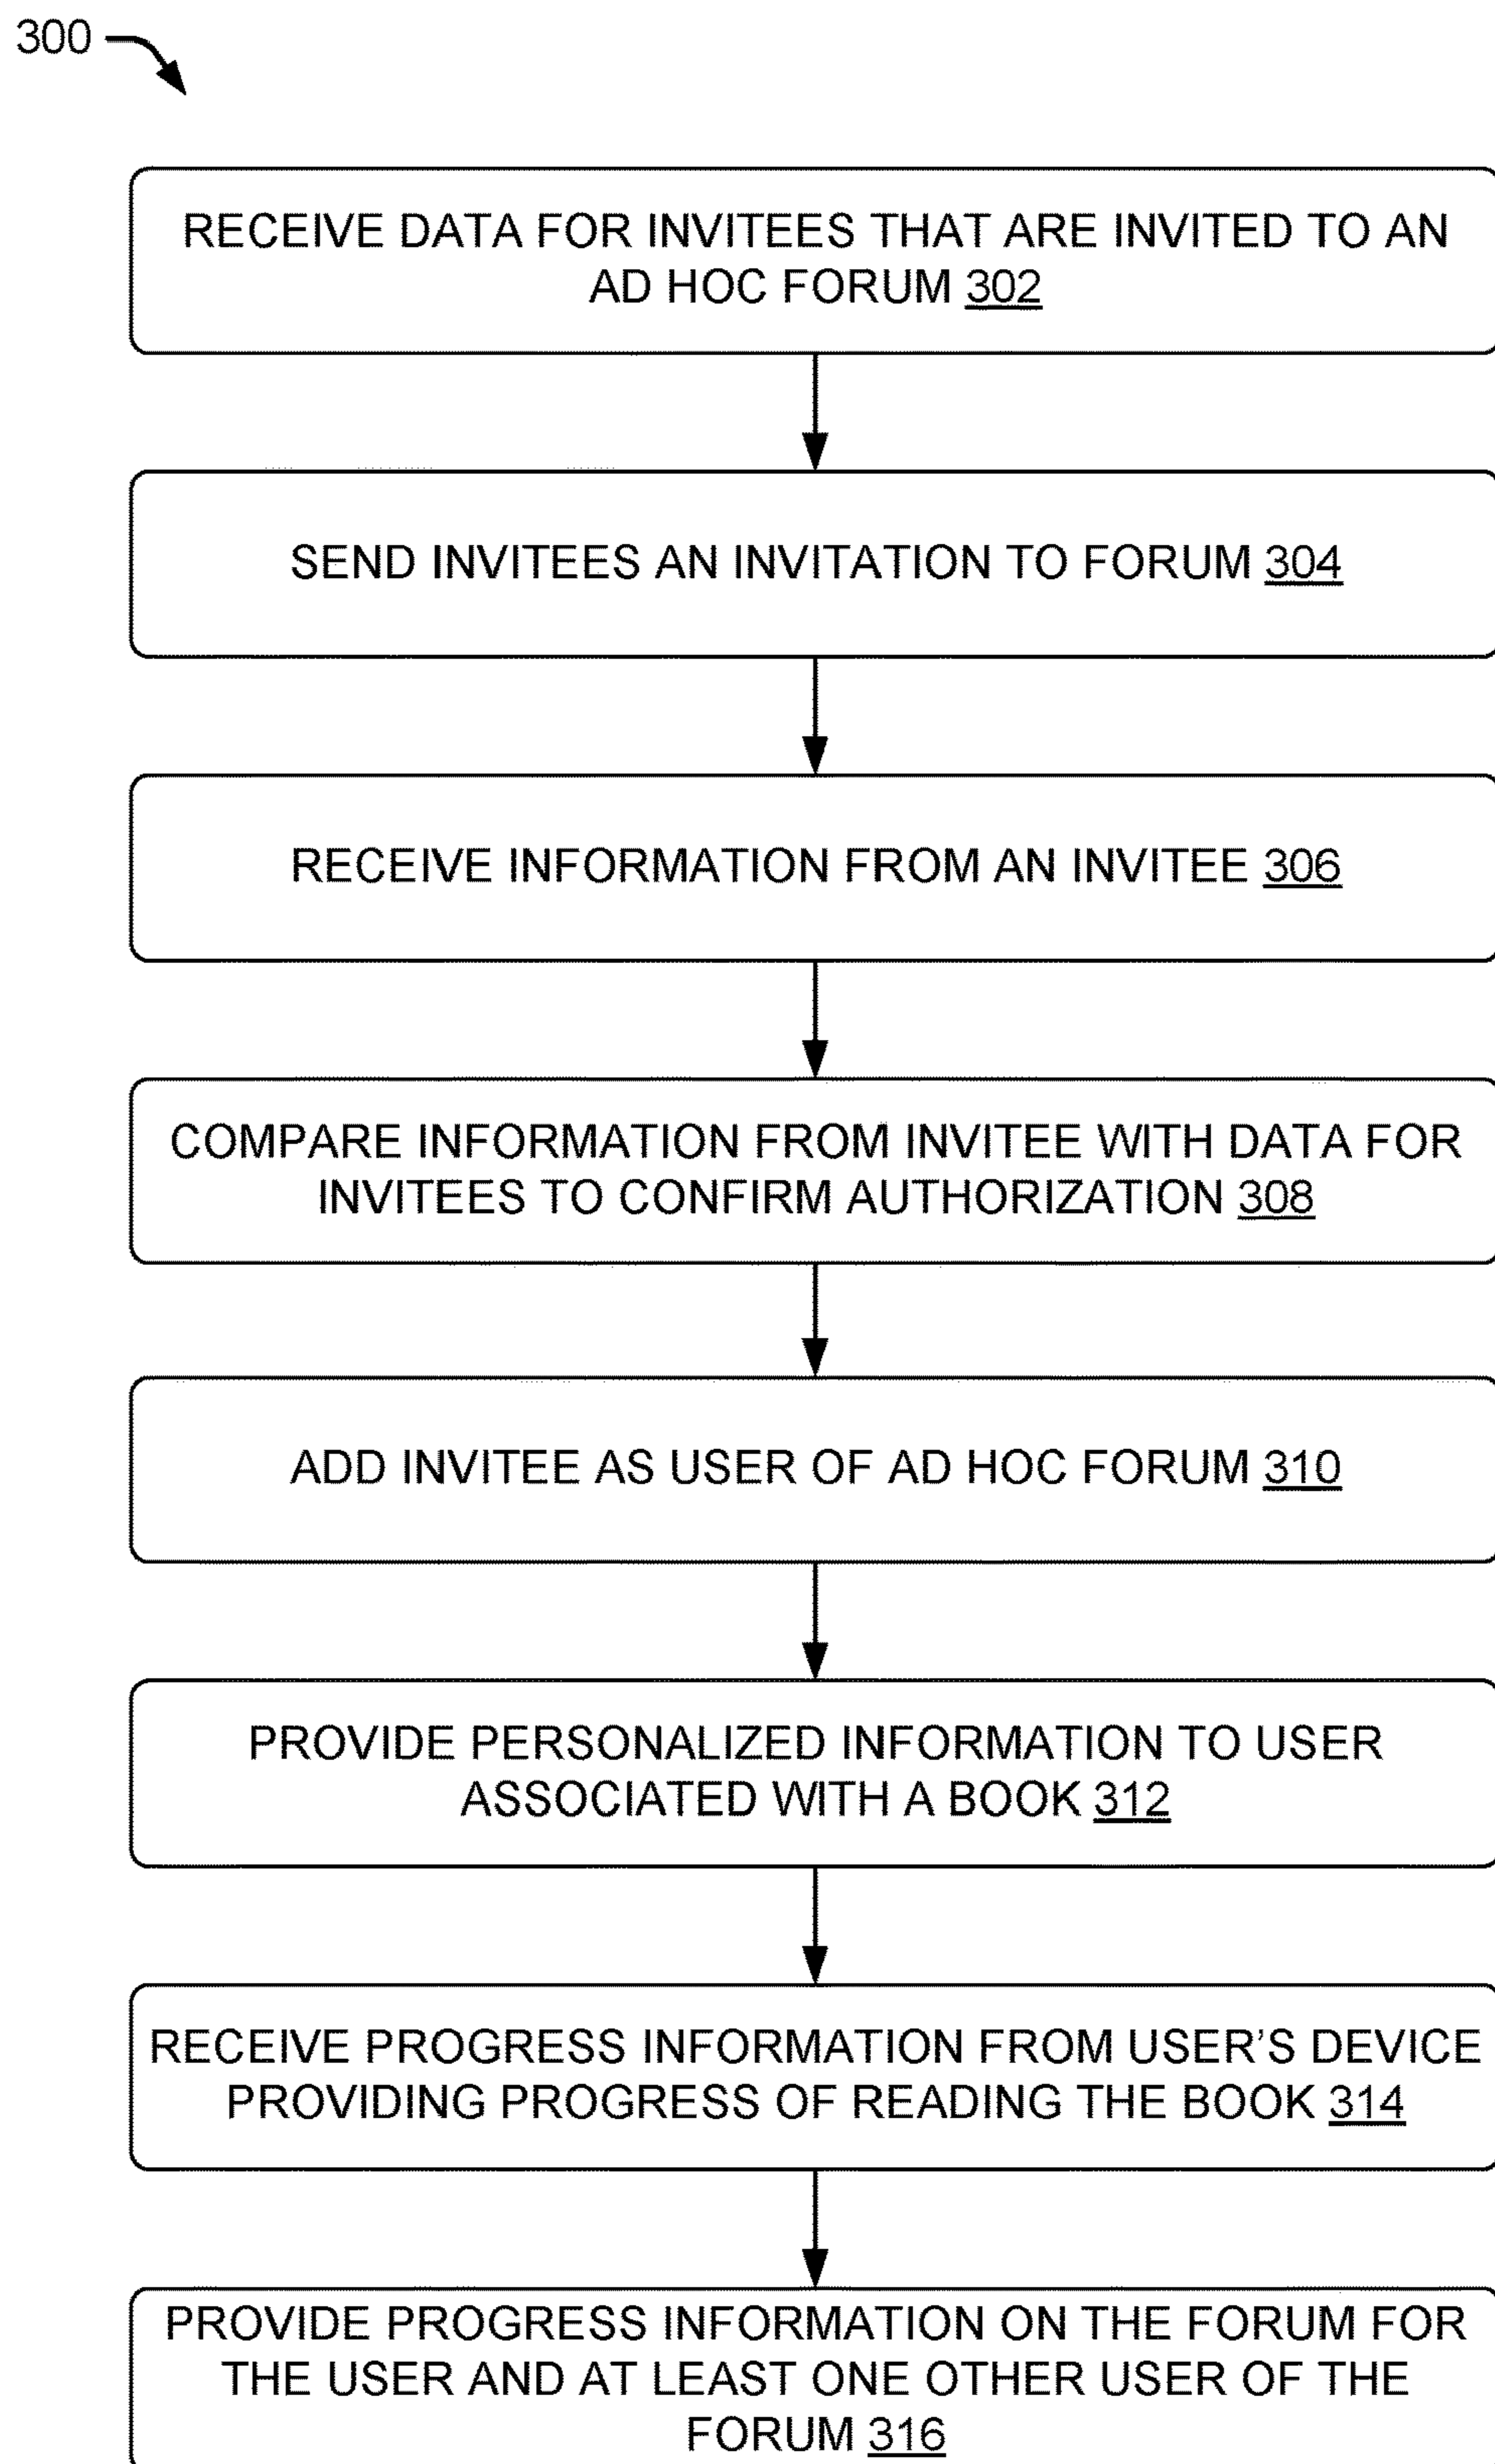 300
RECEIVE DATA FOR INVITEES THAT ARE INVITED TO AN
AD HOC FORUM 302
SEND INVITEES AN INVITATION TO FORUM 304
RECEIVE INFORMATION FROM AN INVITEE 306
COMPARE INFORMATION FROM INVITEE WITH DATA FOR
INVITEES TO CONFIRM AUTHORIZATION 308
ADD INVITEE AS USER OF AD HOC FORUM 310
PROVIDE PERSONALIZED INFORMATION TO USER
ASSOCIATED WITH A BOOK 312
RECEIVE PROGRESS INFORMATION FROM USER'S DEVICE
PROVIDING PROGRESS OF READING THE BOOK 314
PROVIDE PROGRESS INFORMATION ON THE FORUM FOR
THE USER AND AT LEAST ONE OTHER USER OF THE
FORUM 316